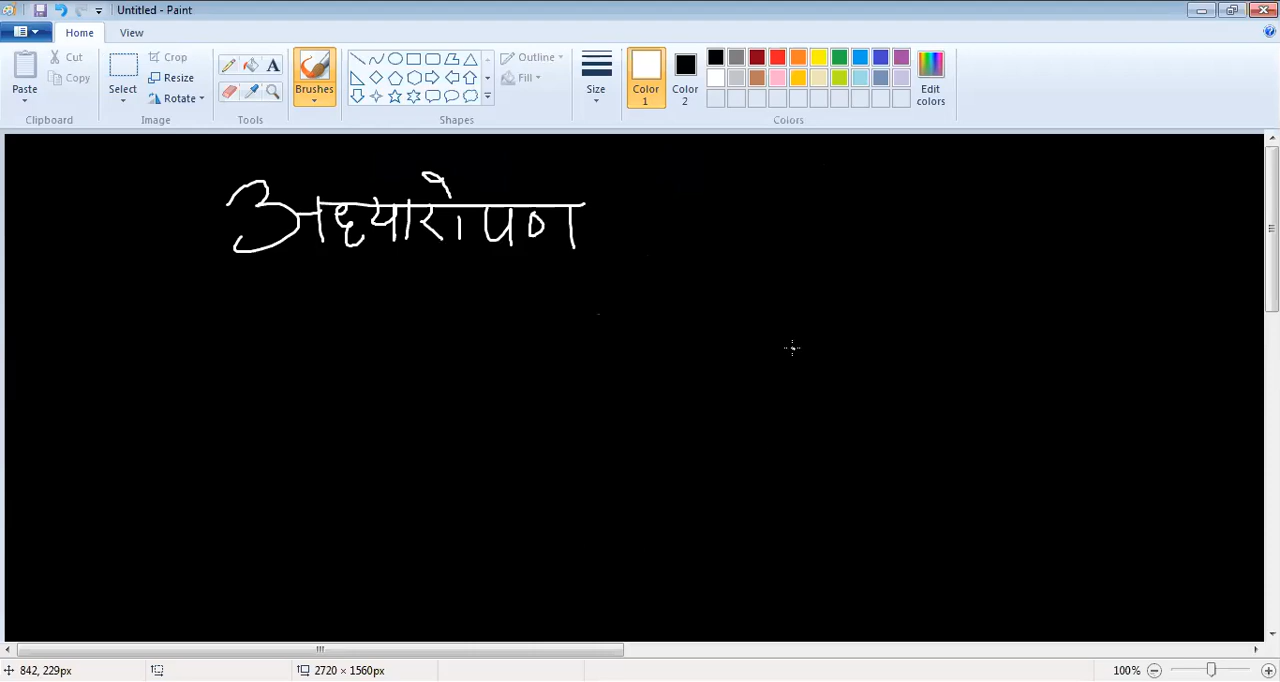 Untitled - Paint
Home
View
Paste
Cut
Copy
Clipboard
Select
Crop
Resize
Rotate
Image
Tools
Brushes
Shapes
Outline
Fill
Size
Color 1
Color 2
Edit colors
Colors
अध्यारोपण
842, 229px
2720 × 1560px
100%